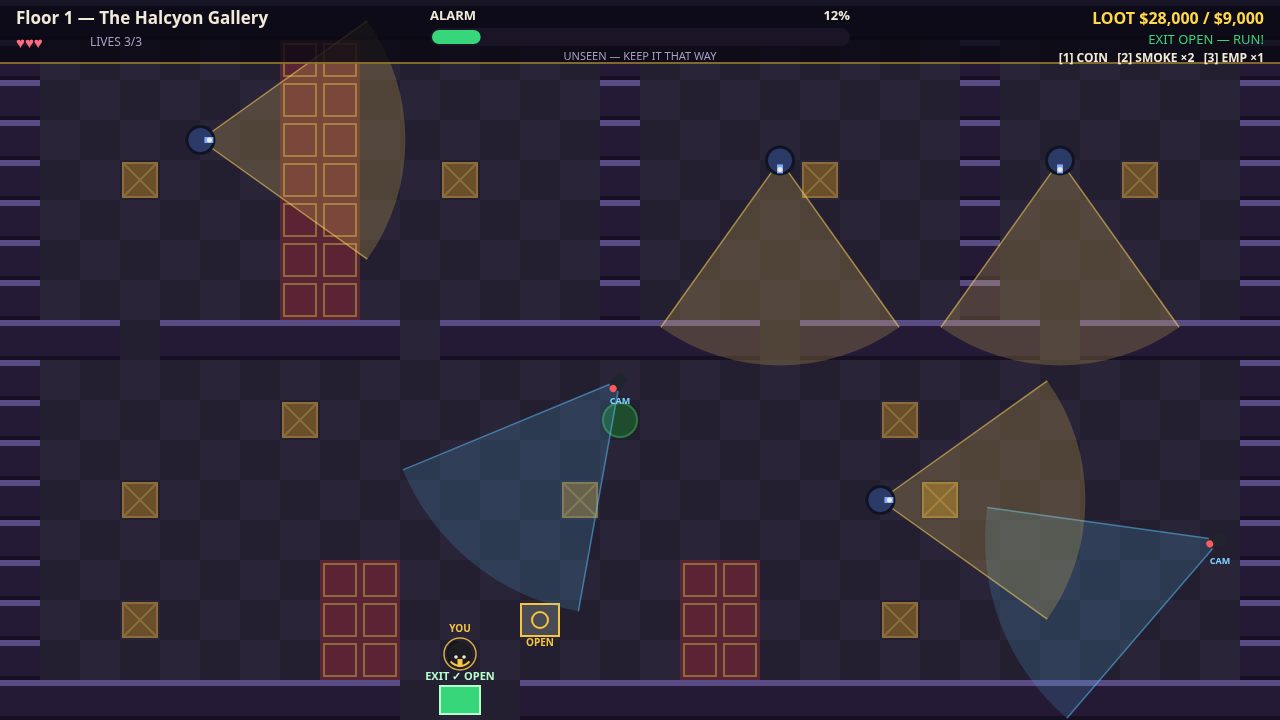 Floor 1 — The Halcyon Gallery
♥♥♥ LIVES 3/3
ALARM 12%
UNSEEN — KEEP IT THAT WAY
LOOT $28,000 / $9,000
EXIT OPEN — RUN!
[1] COIN [2] SMOKE ×2 [3] EMP ×1
CAM
CAM
YOU
OPEN
EXIT ✓ OPEN